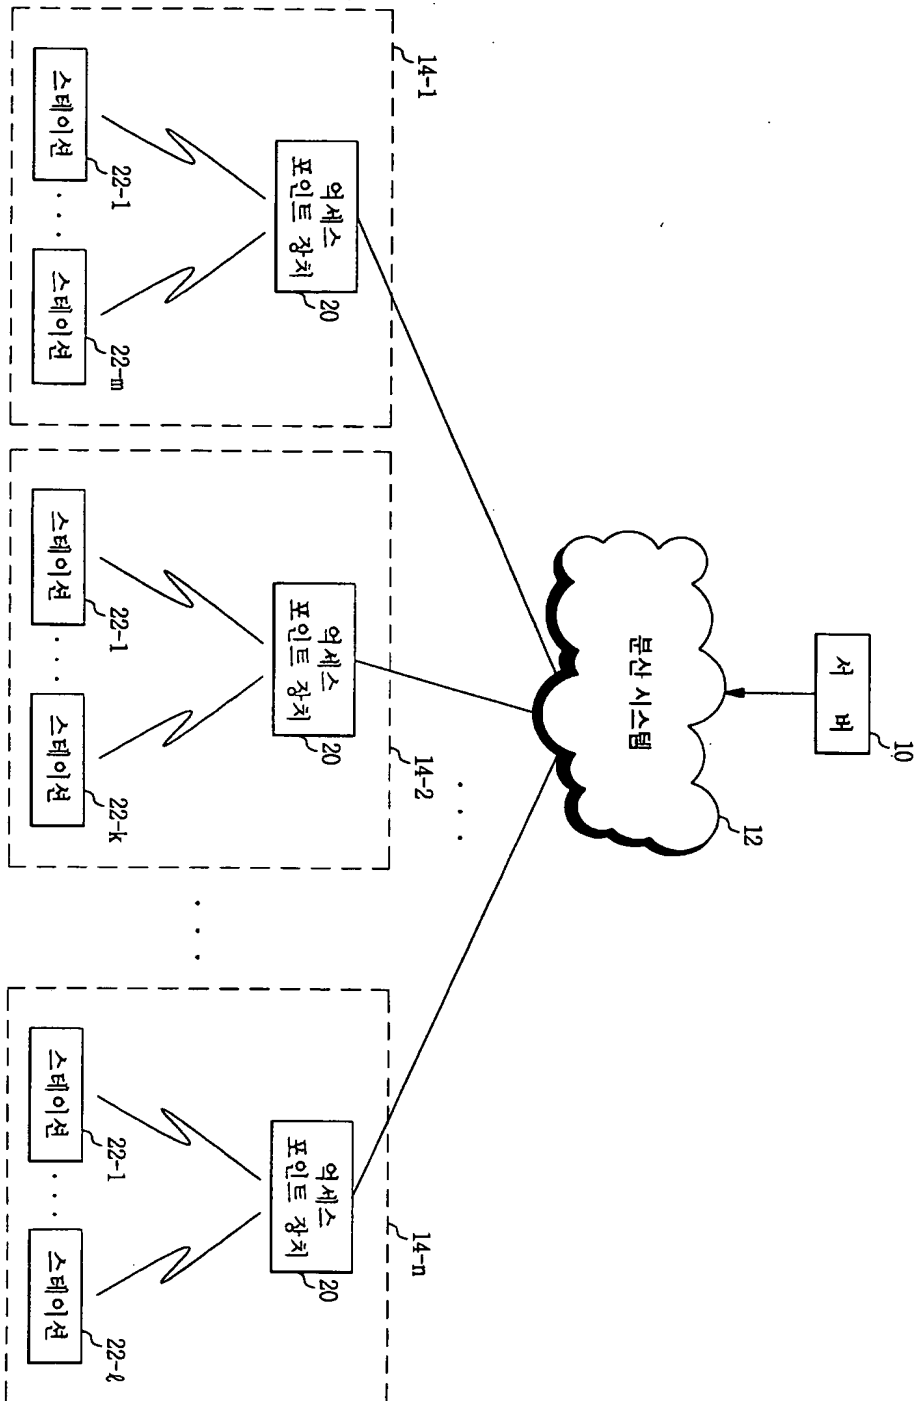 서 버
10
분산 시스템
12
14-1
억세스
포인트 장치
20
스테이션
22-1
. . .
스테이션
22-m
14-2
억세스
포인트 장치
20
스테이션
22-1
. . .
스테이션
22-k
. . .
. . .
14-n
억세스
포인트 장치
20
스테이션
22-1
. . .
스테이션
22-ℓ